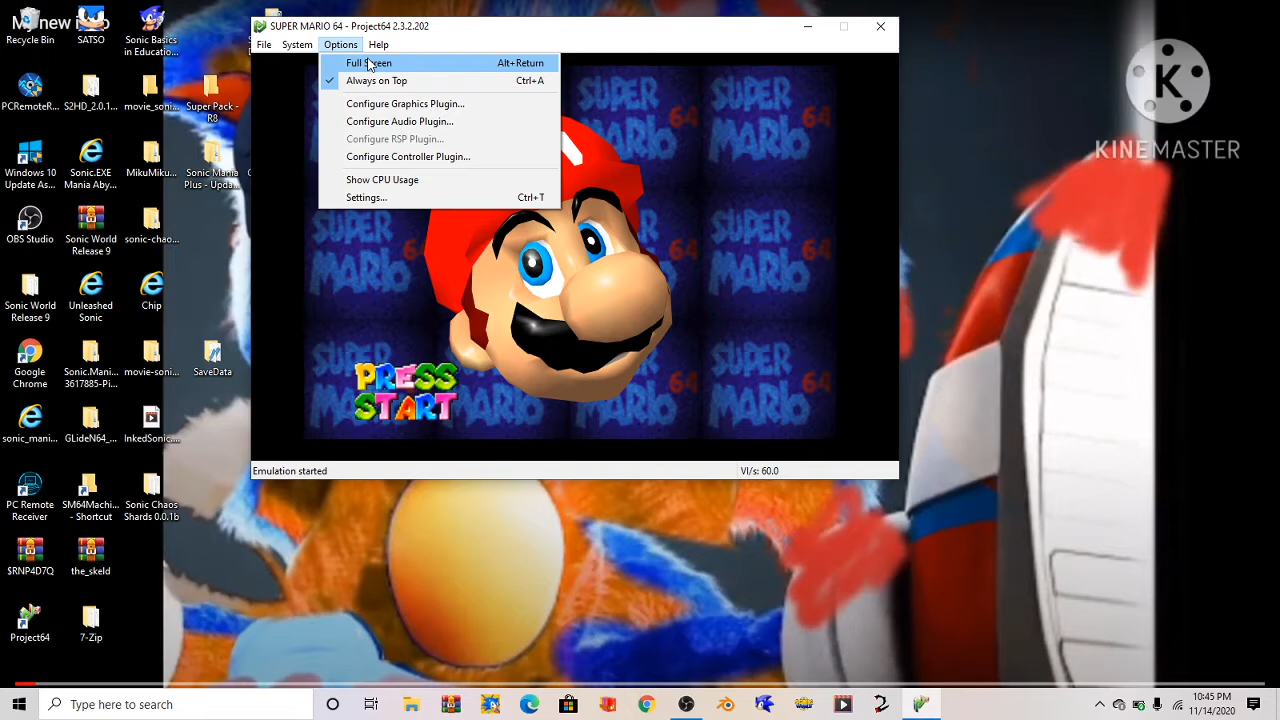 My new i
Recycle Bin
SATSO
Sonic Basics
in Educatio...
SUPER MARIO 64 - Project64 2.3.2.202
File System Options Help
Full Screen Alt+Return
Always on Top Ctrl+A
Configure Graphics Plugin...
Configure Audio Plugin...
Configure RSP Plugin...
Configure Controller Plugin...
Show CPU Usage
Settings... Ctrl+T
K
KINEMASTER
PCRemoteR...
S2HD_2.0.1...
movie_soni...
Super Pack -
R8
Windows 10
Update As...
Sonic.EXE
Mania Aby...
MikuMiku...
Sonic Mania
Plus - Upda...
OBS Studio
Sonic World
Release 9
sonic-chao...
Sonic World
Release 9
Unleashed
Sonic
Chip
Google
Chrome
Sonic.Mani...
3617885-Pi...
movie-soni...
SaveData
sonic_mani...
GLideN64_...
InkedSonic...
PC Remote
Receiver
SM64Machi...
- Shortcut
Sonic Chaos
Shards 0.0.1b
$RNP4D7Q
the_skeld
Project64
7-Zip
SUPER MARIO 64
PRESS
START
Emulation started VI/s: 60.0
Type here to search
10:45 PM
11/14/2020